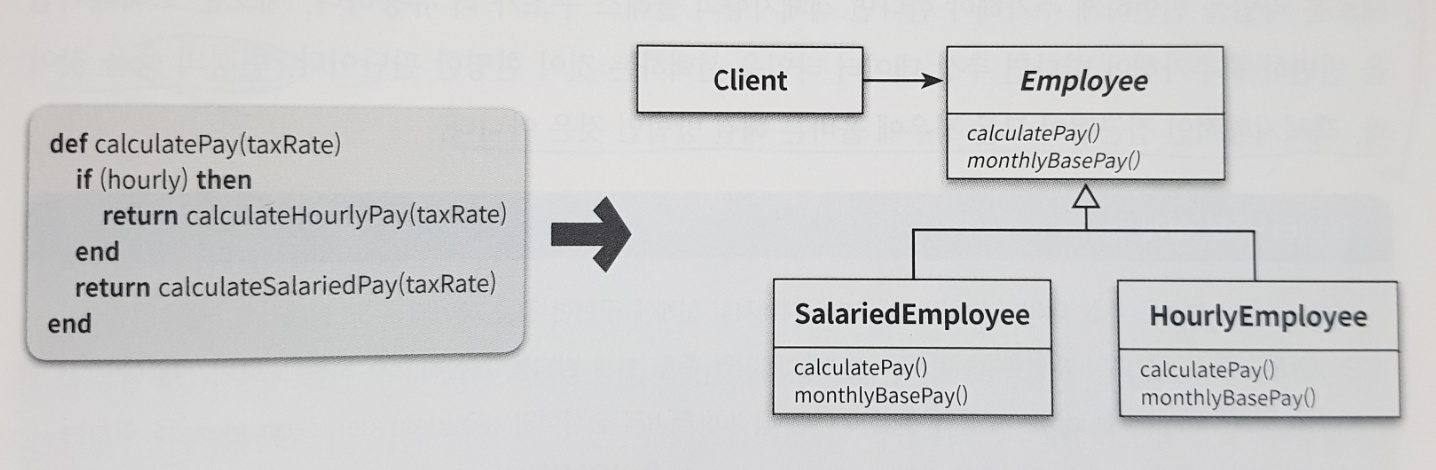 def calculatePay(taxRate)
if (hourly) then
return calculateHourlyPay(taxRate)
end
return calculateSalariedPay(taxRate)
end
Client
Employee
calculatePay()
monthlyBasePay()
SalariedEmployee
calculatePay()
monthlyBasePay()
HourlyEmployee
calculatePay()
monthlyBasePay()